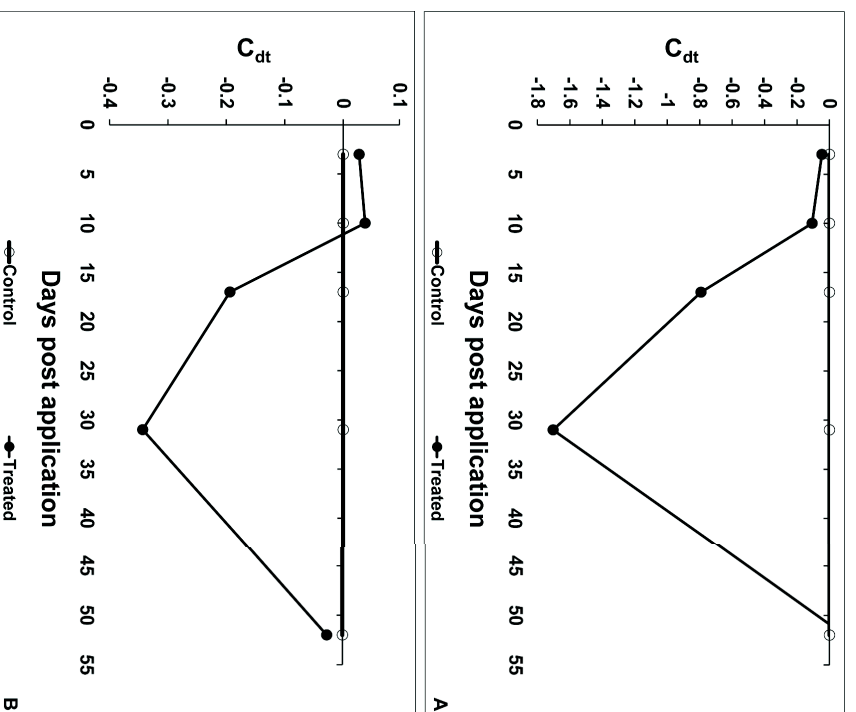 C dt
0
-0.2
-0.4
-0.6
-0.8
-1
-1.2
-1.4
-1.6
-1.8
0 5 10 15 20 25 30 35 40 45 50 55
Days post application
Control Treated
A
C dt
0.1
0
-0.1
-0.2
-0.3
-0.4
0 5 10 15 20 25 30 35 40 45 50 55
Days post application
Control Treated
B